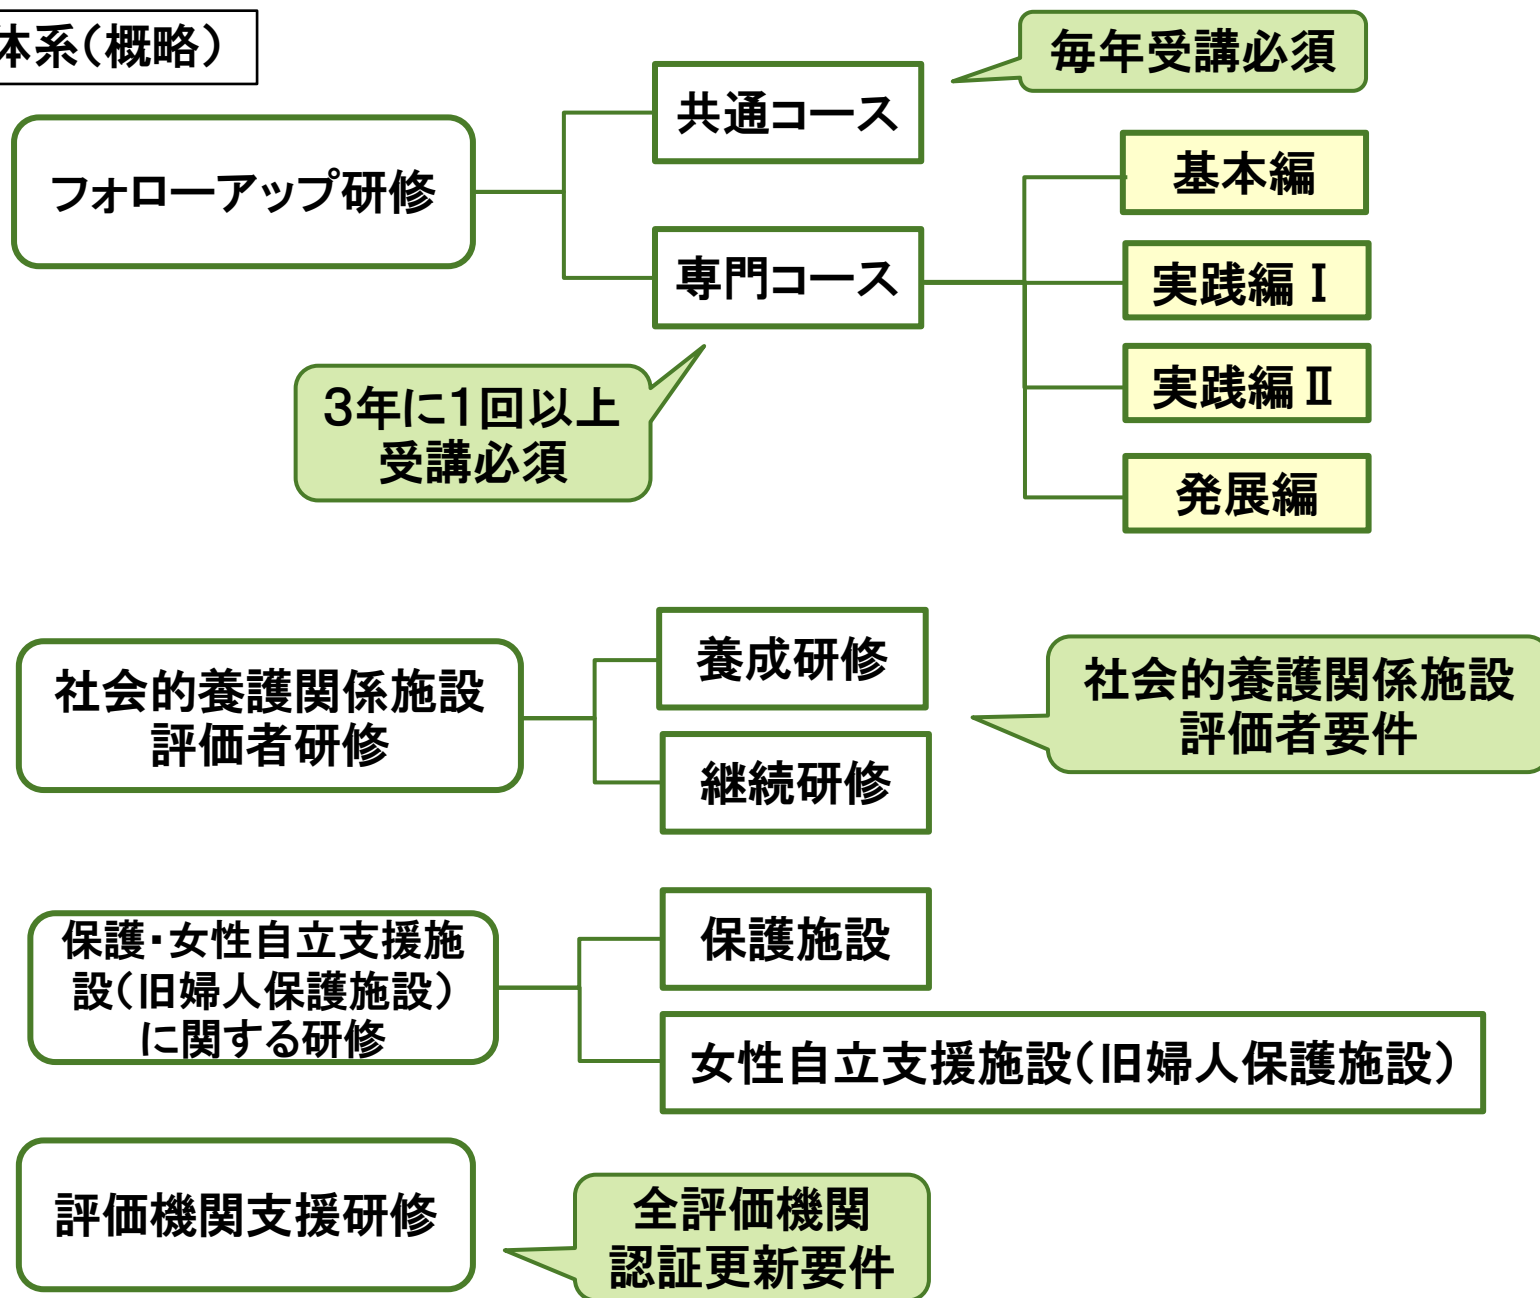 体系（概略）
毎年受講必須
共通コース
フォローアップ研修
基本編
専門コース
実践編Ⅰ
実践編Ⅱ
3年に1回以上
受講必須
発展編
養成研修
社会的養護関係施設
評価者研修
社会的養護関係施設
評価者要件
継続研修
保護・女性自立支援施
設（旧婦人保護施設）
に関する研修
保護施設
女性自立支援施設（旧婦人保護施設）
評価機関支援研修
全評価機関
認証更新要件